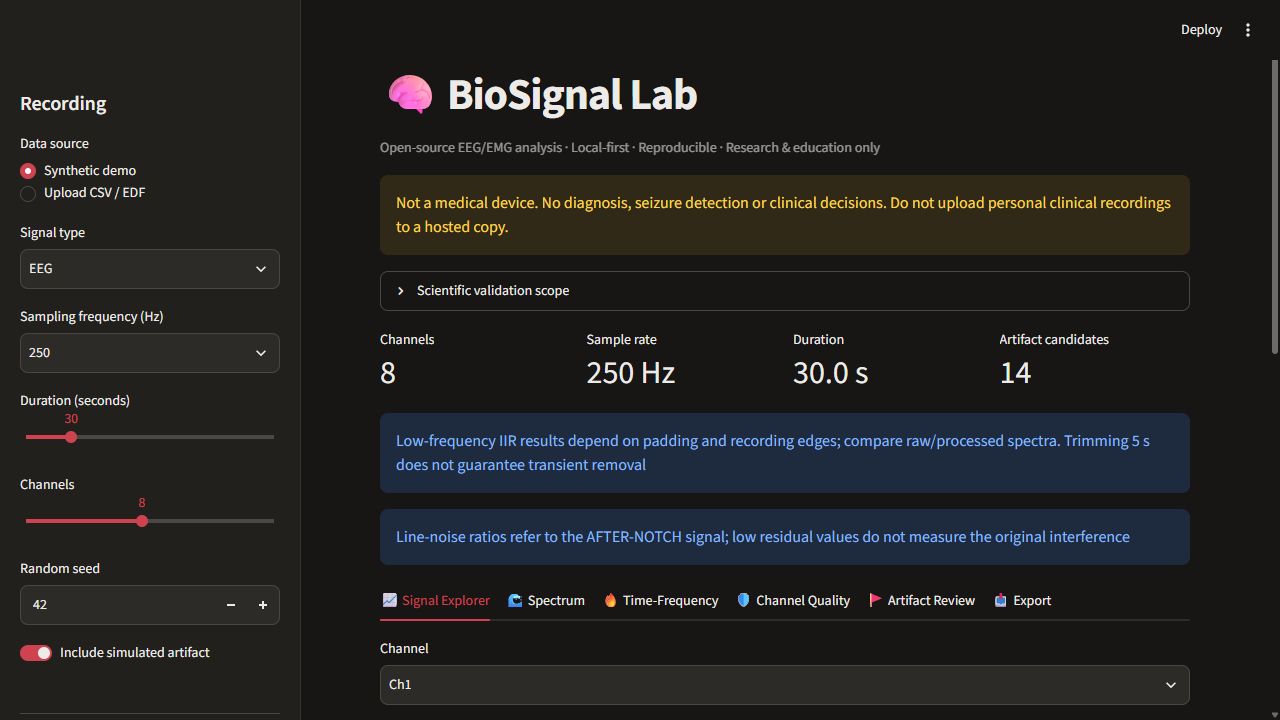 Deploy
Recording
Data source
Synthetic demo
Upload CSV / EDF
Signal type
EEG
Sampling frequency (Hz)
250
Duration (seconds)
30
Channels
8
Random seed
42
Include simulated artifact
BioSignal Lab
Open-source EEG/EMG analysis · Local-first · Reproducible · Research & education only
Not a medical device. No diagnosis, seizure detection or clinical decisions. Do not upload personal clinical recordings
to a hosted copy.
Scientific validation scope
Channels
8
Sample rate
250 Hz
Duration
30.0 s
Artifact candidates
14
Low-frequency IIR results depend on padding and recording edges; compare raw/processed spectra. Trimming 5 s
does not guarantee transient removal
Line-noise ratios refer to the AFTER-NOTCH signal; low residual values do not measure the original interference
Signal Explorer
Spectrum
Time-Frequency
Channel Quality
Artifact Review
Export
Channel
Ch1